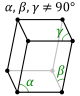 α, β, γ ≠ 90°
γ
β
α